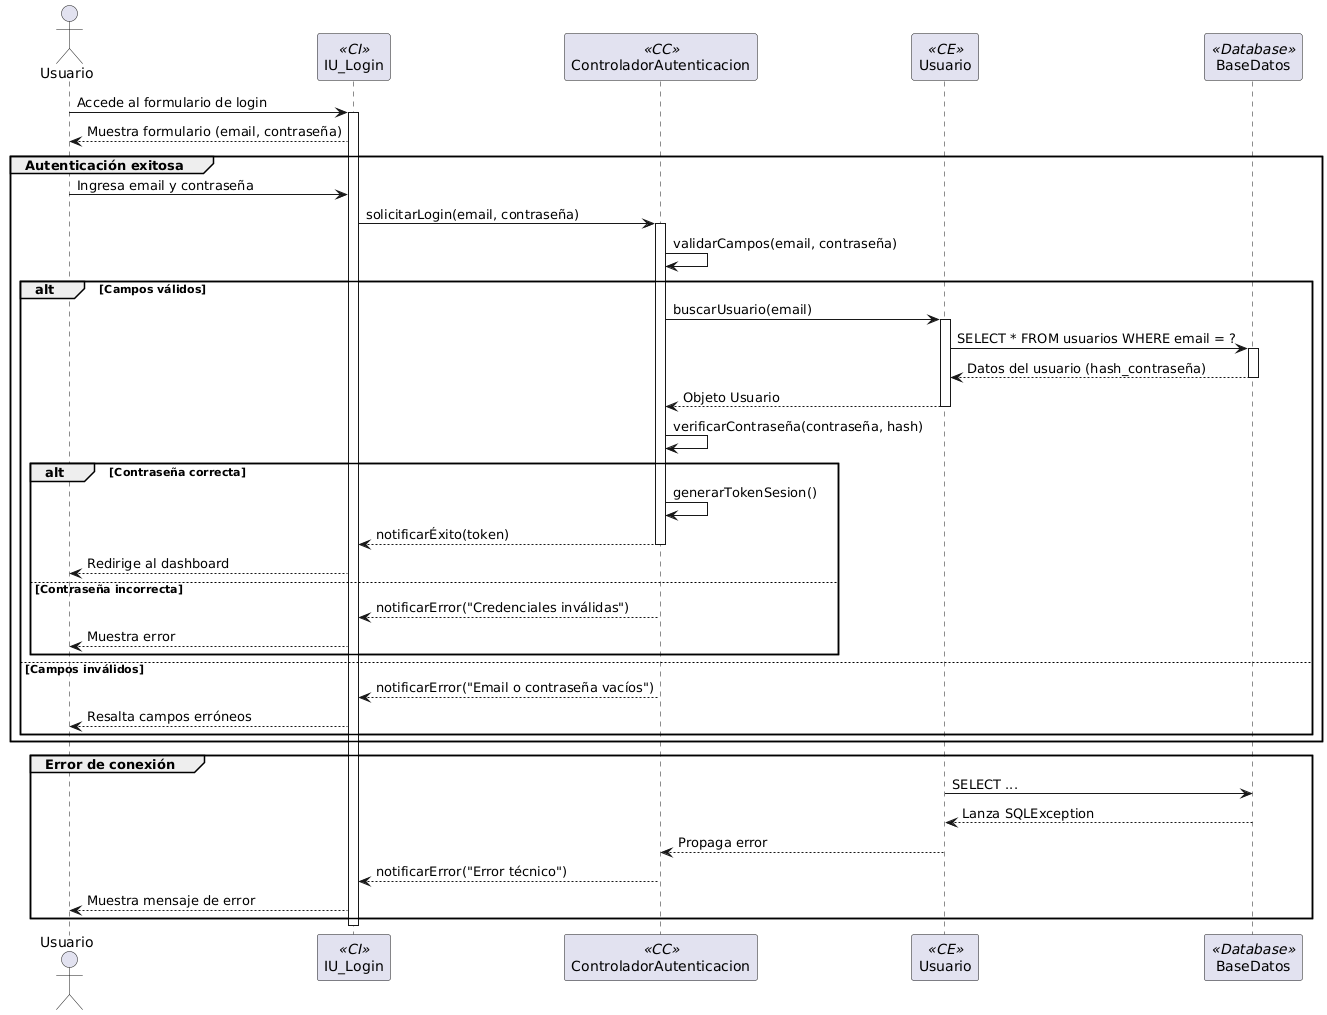 Usuario
«CI»
IU_Login
«CC»
ControladorAutenticacion
«CE»
Usuario
«Database»
BaseDatos
Accede al formulario de login
Muestra formulario (email, contraseña)
Autenticación exitosa
Ingresa email y contraseña
solicitarLogin(email, contraseña)
validarCampos(email, contraseña)
alt [Campos válidos]
buscarUsuario(email)
SELECT * FROM usuarios WHERE email = ?
Datos del usuario (hash_contraseña)
Objeto Usuario
verificarContraseña(contraseña, hash)
alt [Contraseña correcta]
generarTokenSesion()
notificarÉxito(token)
Redirige al dashboard
[Contraseña incorrecta]
notificarError("Credenciales inválidas")
Muestra error
[Campos inválidos]
notificarError("Email o contraseña vacíos")
Resalta campos erróneos
Error de conexión
SELECT ...
Lanza SQLException
Propaga error
notificarError("Error técnico")
Muestra mensaje de error
Usuario
«CI»
IU_Login
«CC»
ControladorAutenticacion
«CE»
Usuario
«Database»
BaseDatos